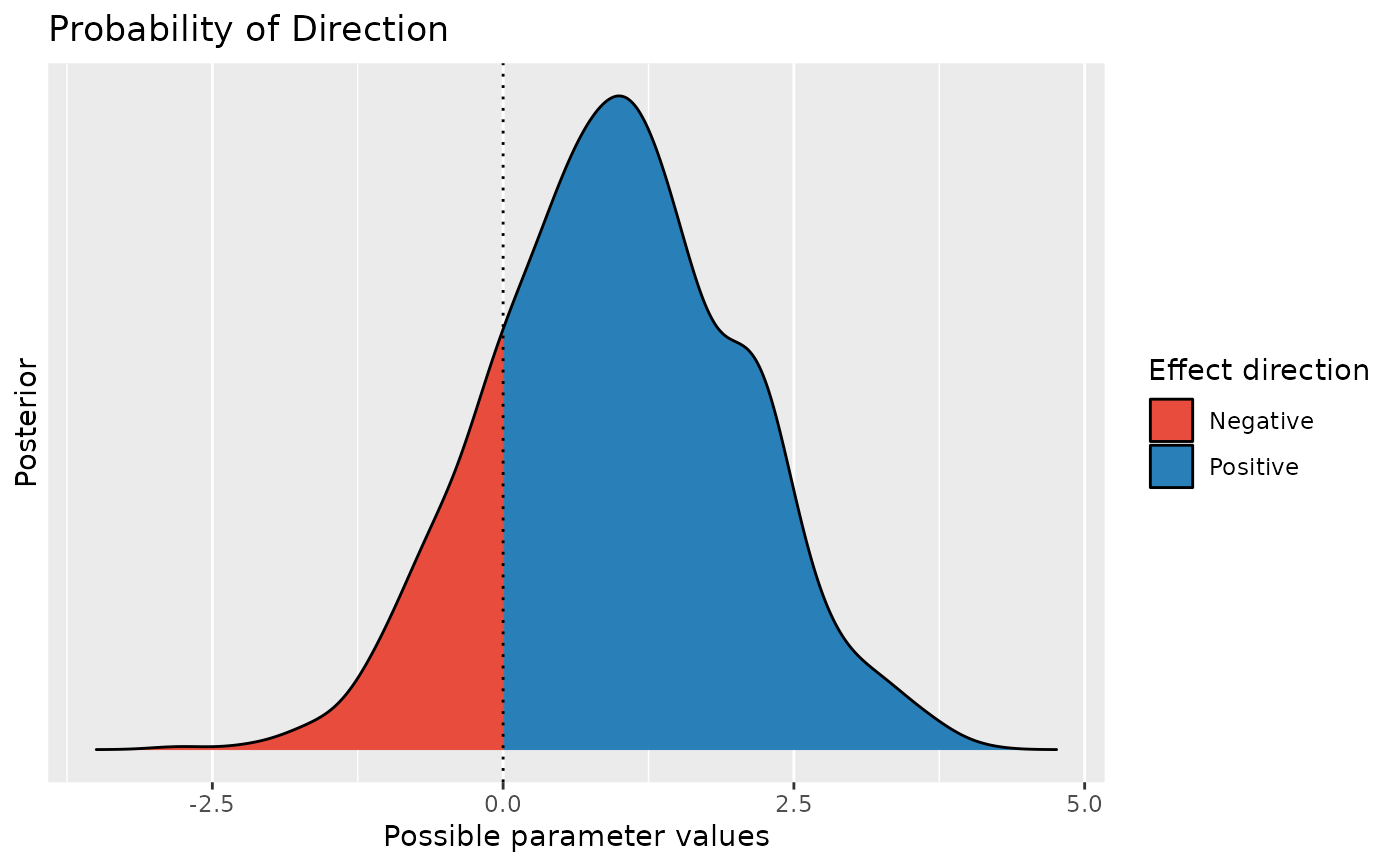 Probability of Direction
Posterior
Effect direction
Negative
Positive
-2.5
0.0
2.5
5.0
Possible parameter values